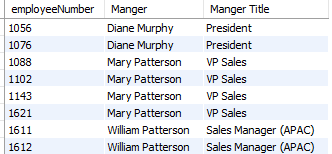 employeeNumber Manger Manger Title
1056 Diane Murphy President
1076 Diane Murphy President
1088 Mary Patterson VP Sales
1102 Mary Patterson VP Sales
1143 Mary Patterson VP Sales
1621 Mary Patterson VP Sales
1611 William Patterson Sales Manager (APAC)
1612 William Patterson Sales Manager (APAC)